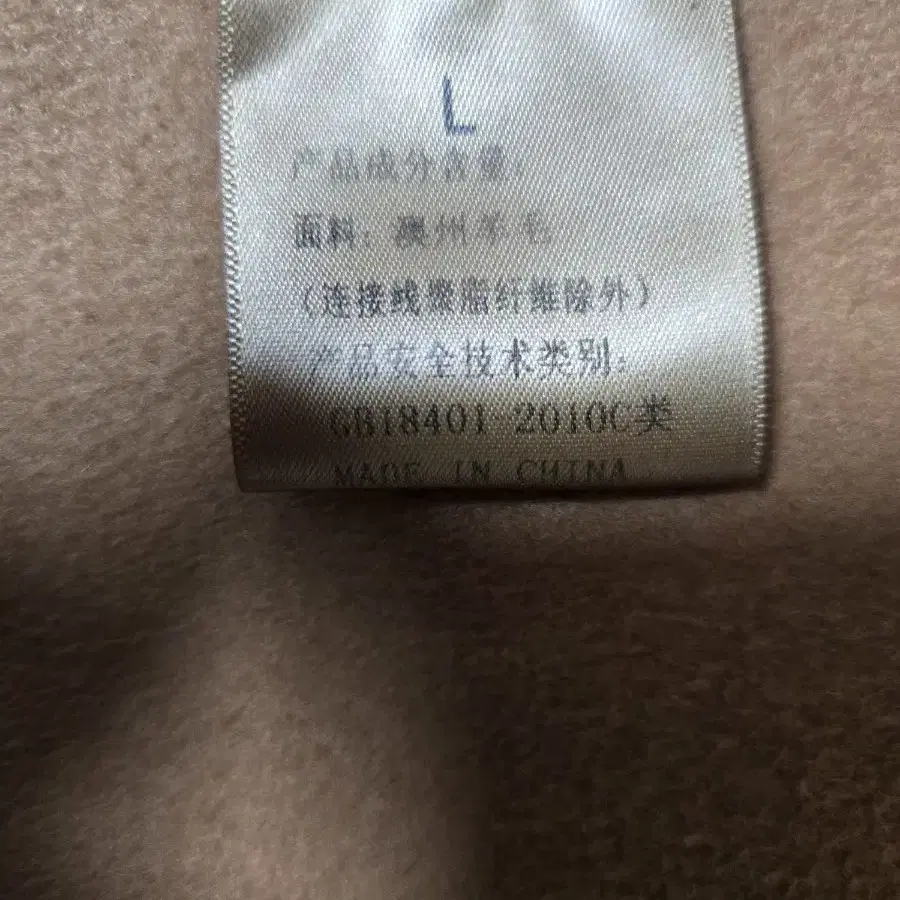 L
产品成分含量:
面料: 澳州羊毛
(连接线聚脂纤维除外)
产品安全技术类别:
GB18401-2010C类
MADE IN CHINA